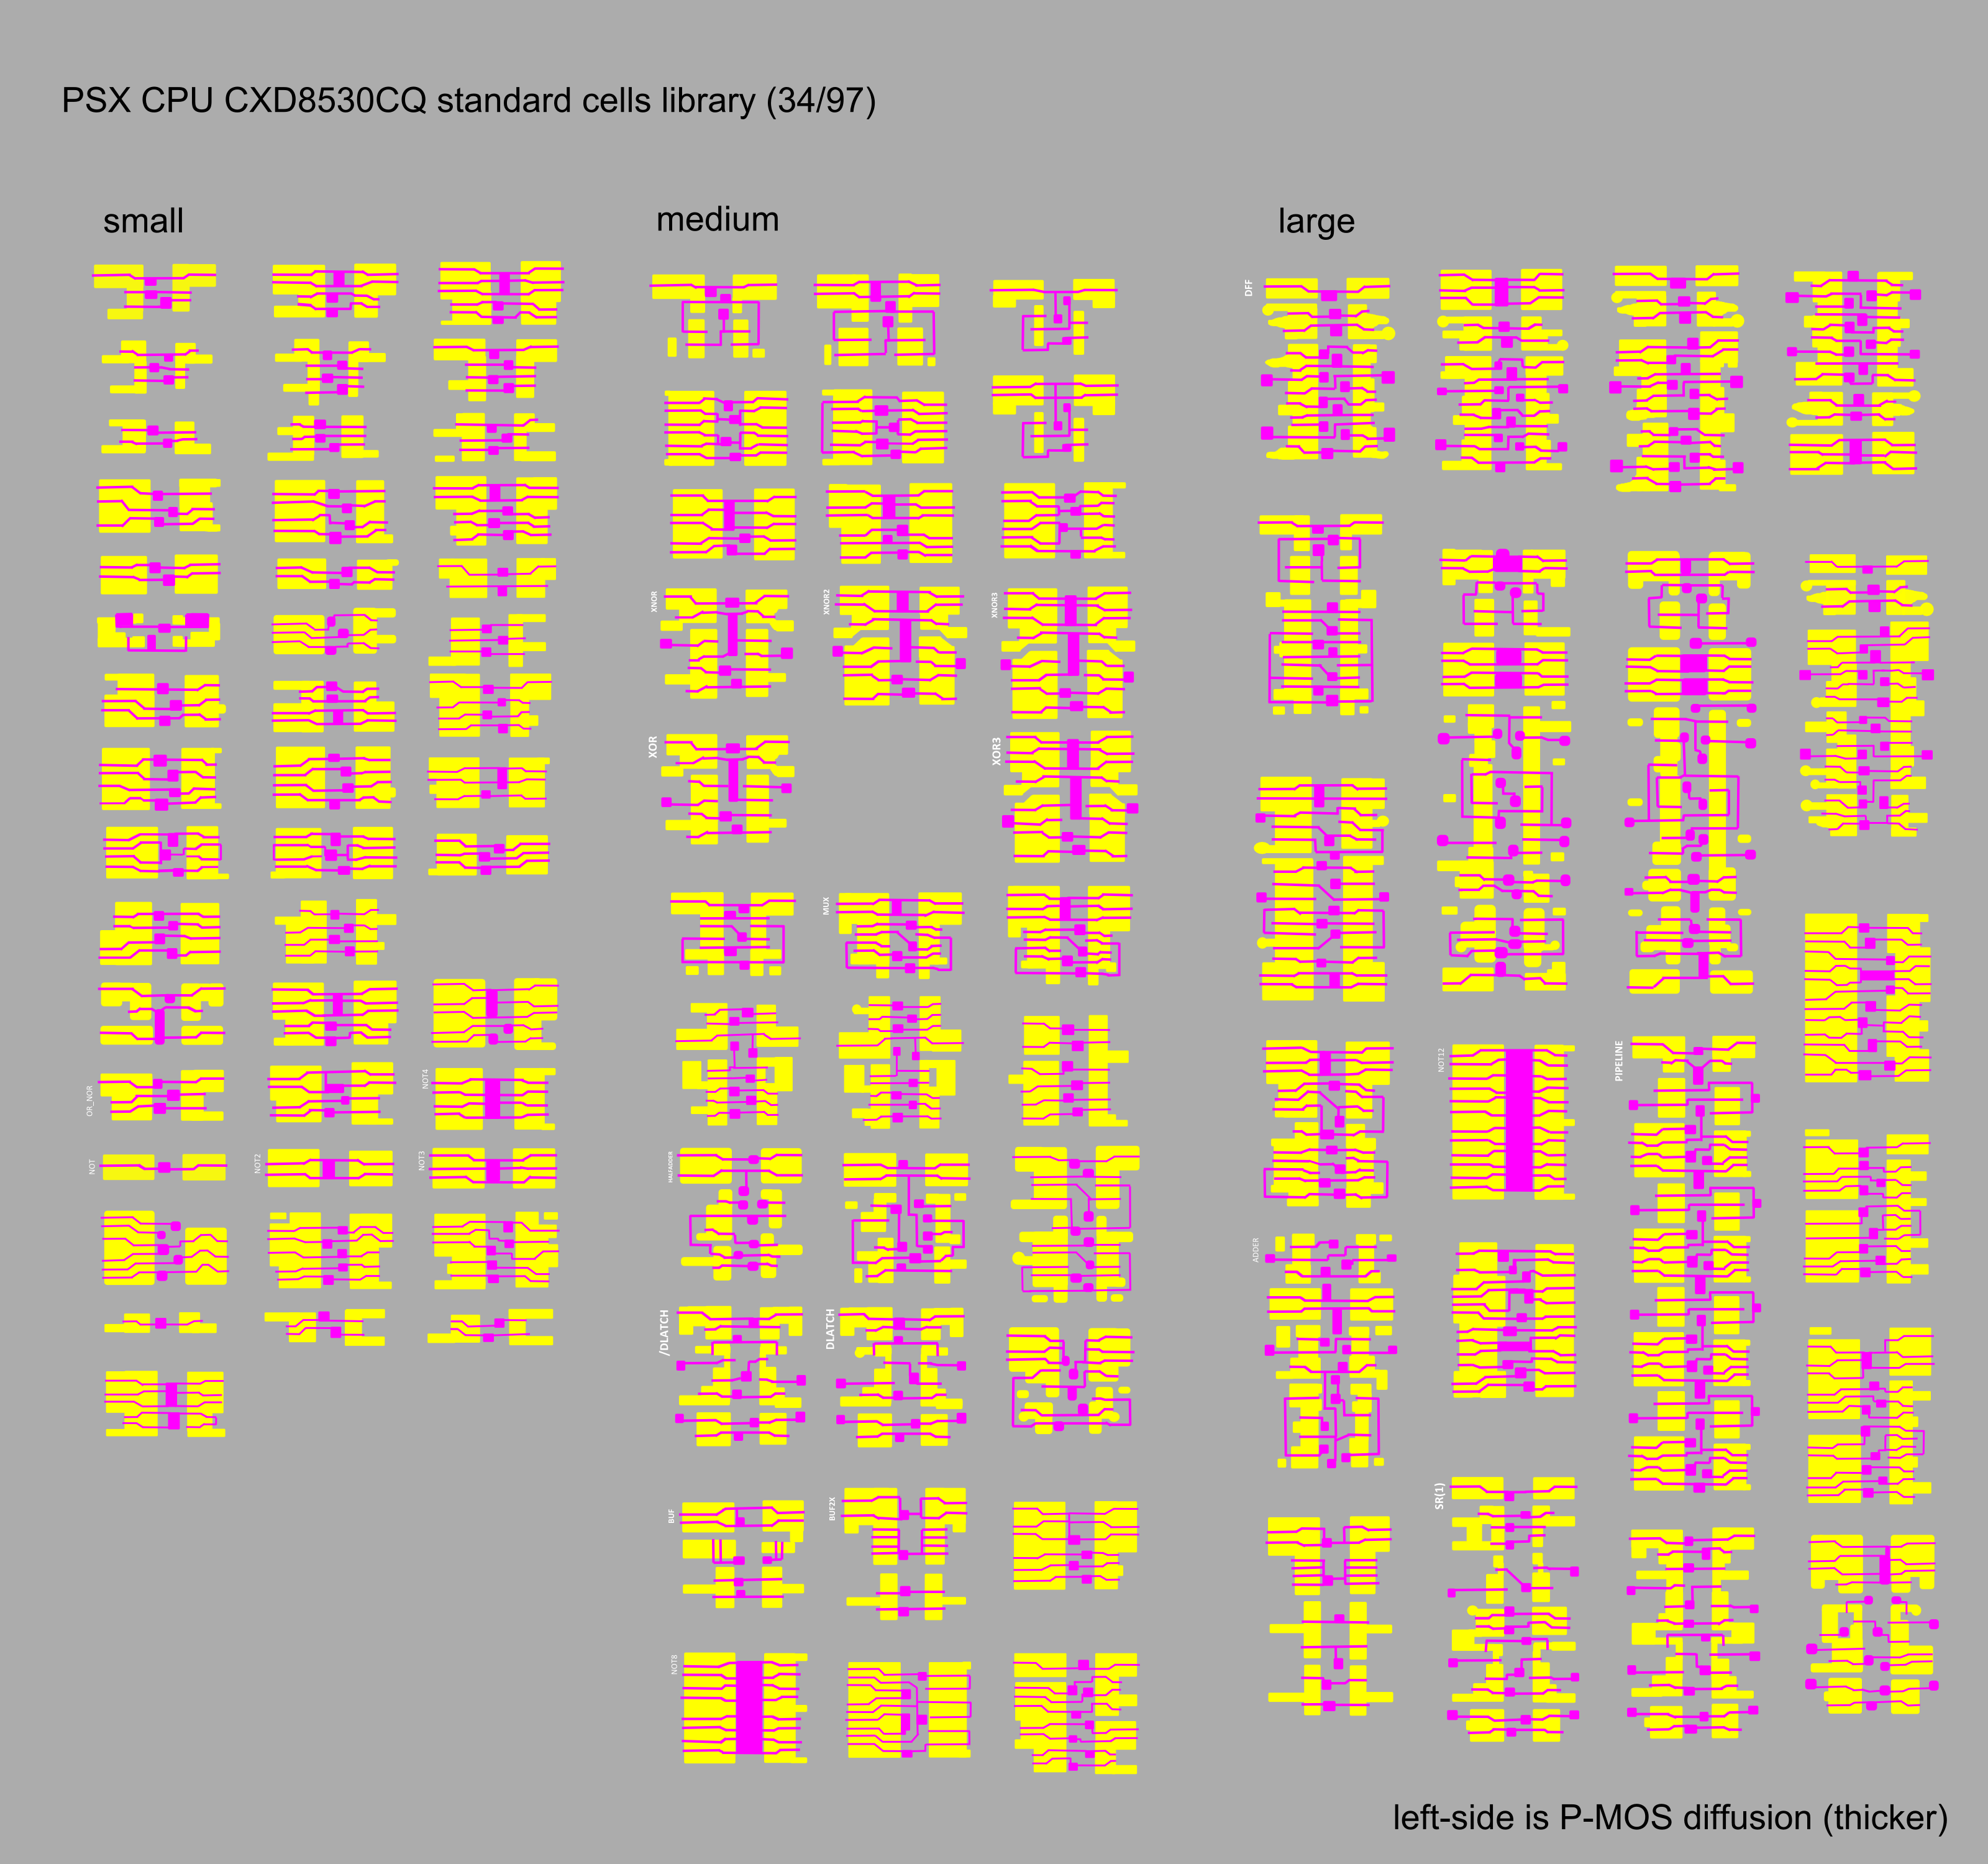 PSX CPU CXD8530CQ standard cells library (34/97)
small
medium
large
DFF
XNOR
XNOR2
XNOR3
XOR
XOR3
MUX
OR_NOR
NOT4
NOT
NOT2
NOT3
HALFADDER
NOT12
PIPELINE
ADDER
/DLATCH
DLATCH
BUF
BUF2X
SR(1)
NOT8
left-side is P-MOS diffusion (thicker)